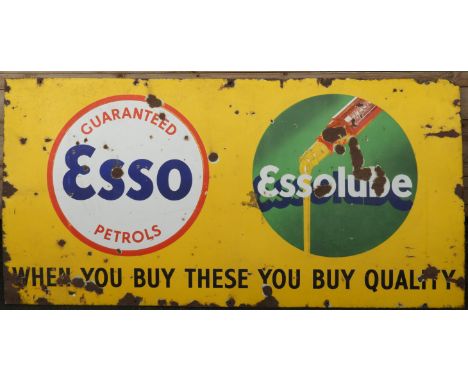 GUARANTEED
Esso
PETROLS
Essolube
WHEN YOU BUY THESE YOU BUY QUALITY